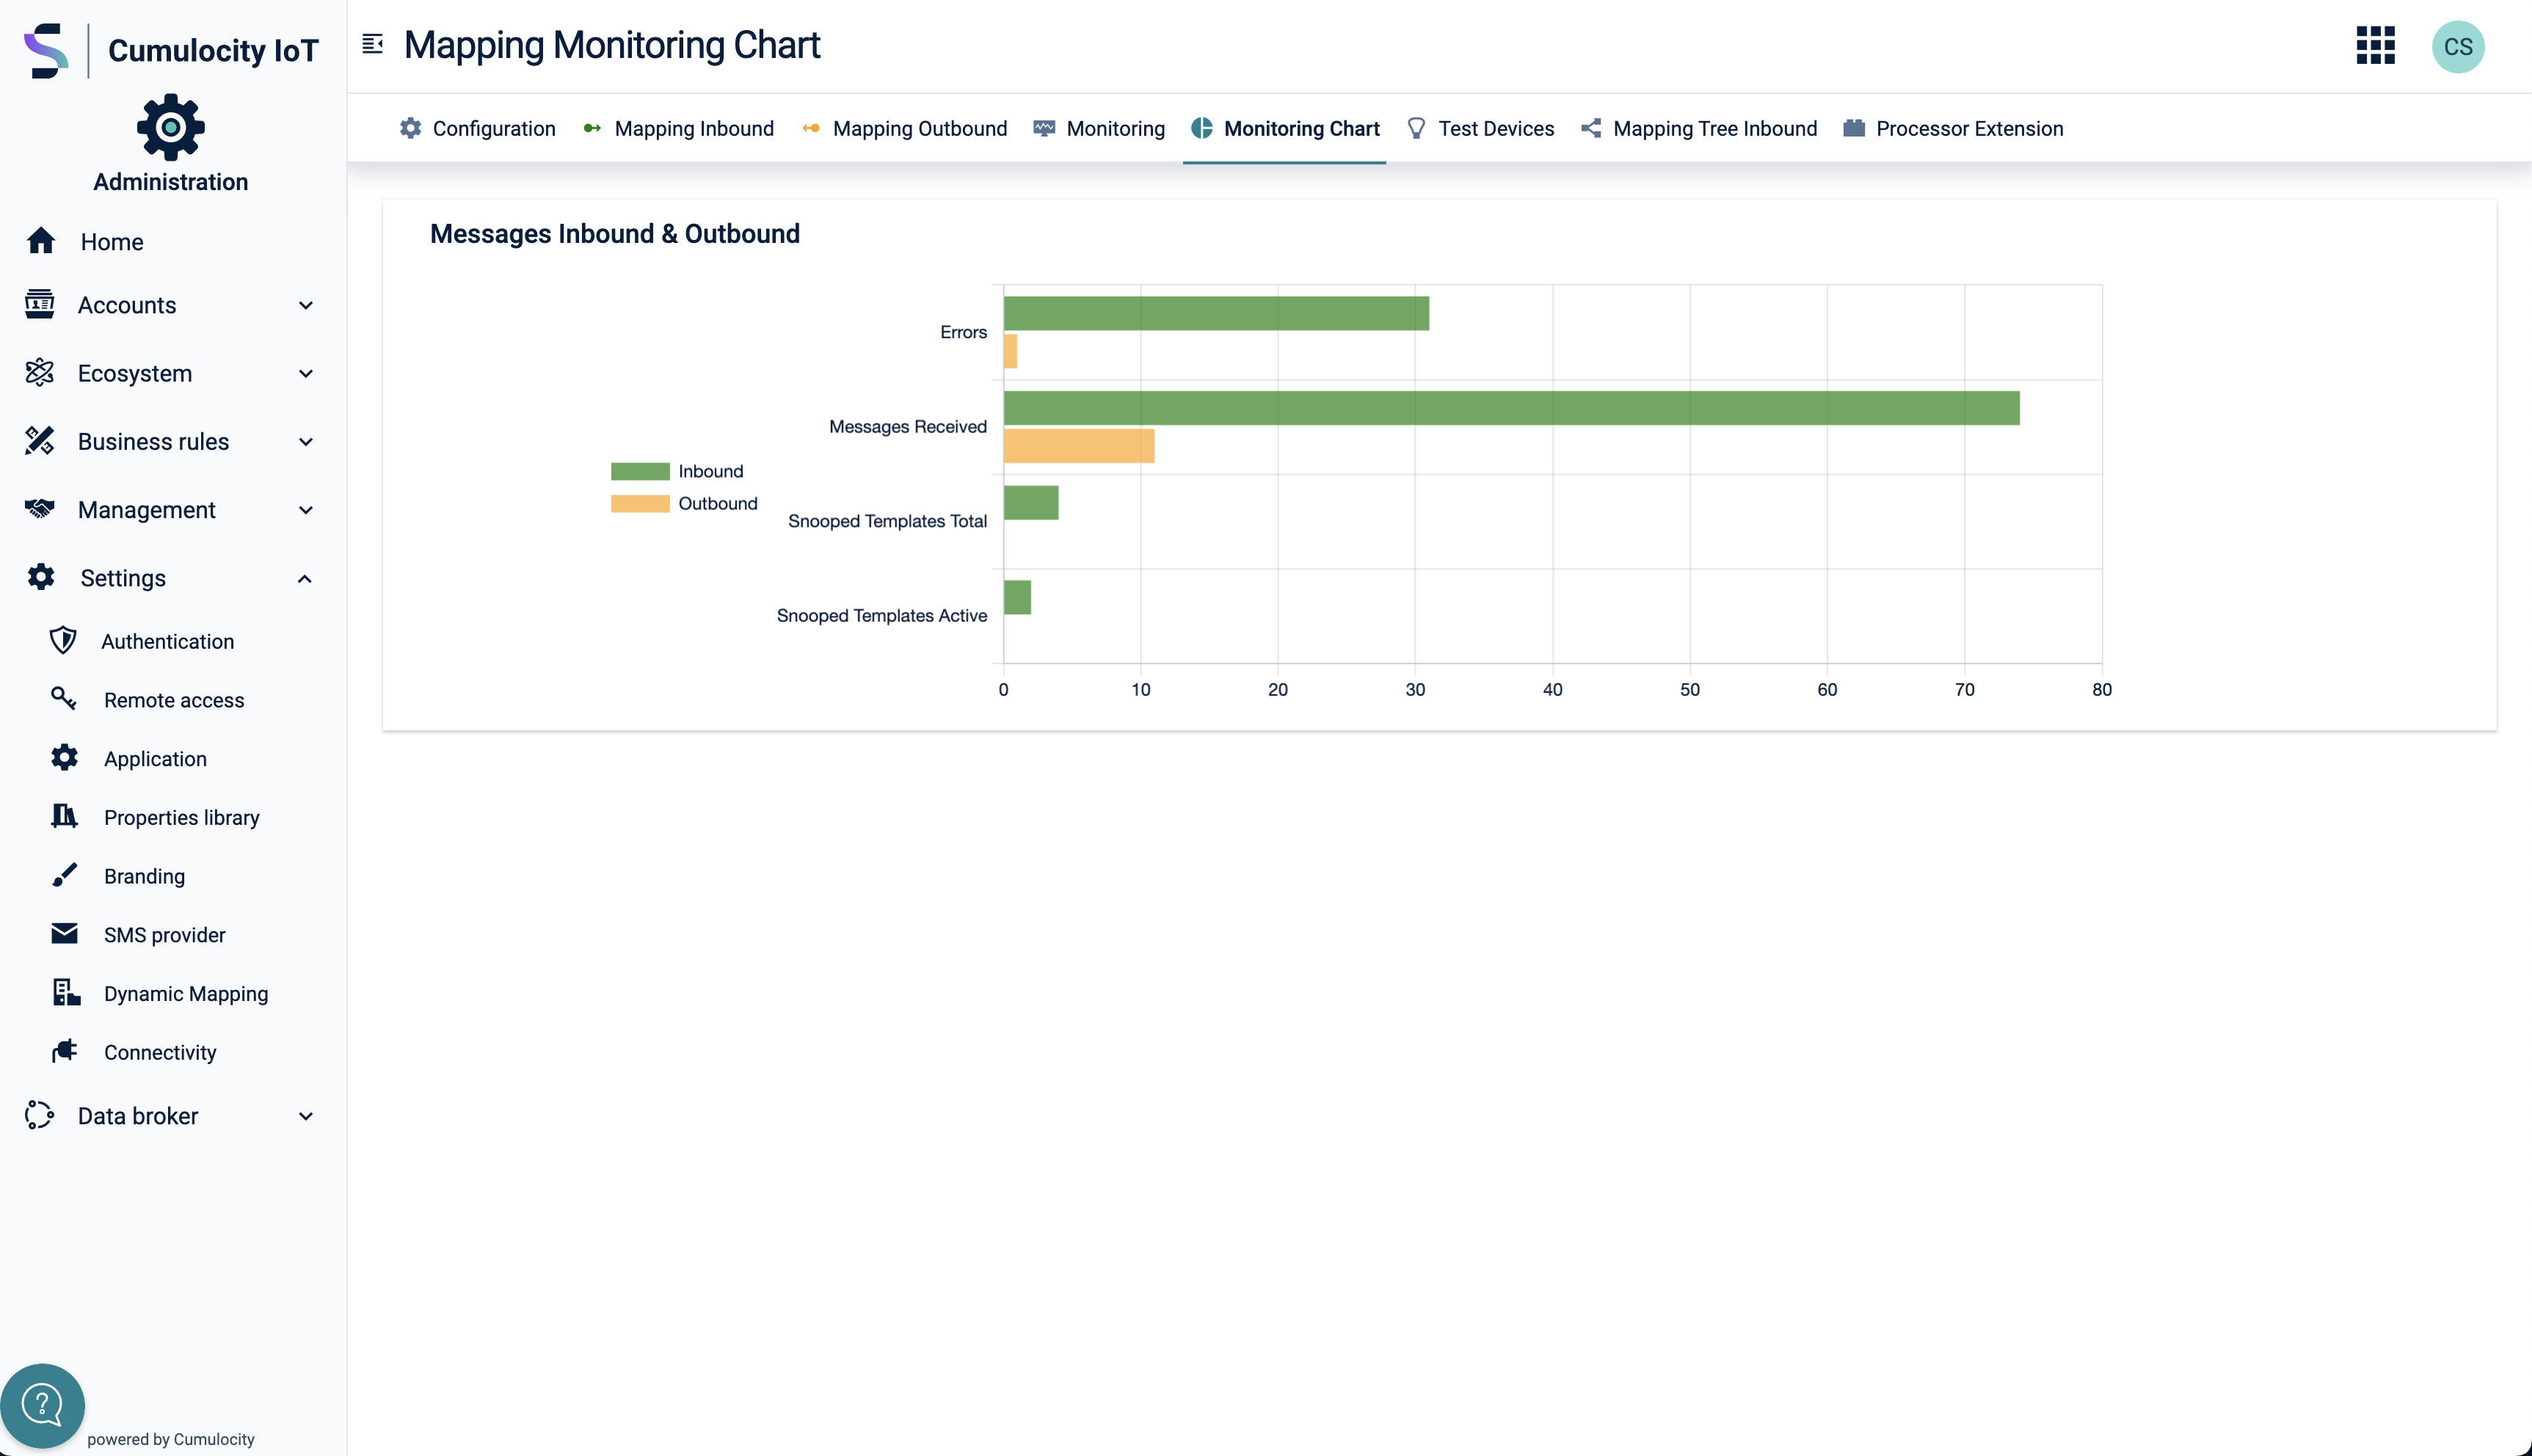 Cumulocity IoT
Administration
Home
Accounts
Ecosystem
Business rules
Management
Settings
Authentication
Remote access
Application
Properties library
Branding
SMS provider
Dynamic Mapping
Connectivity
Data broker
?
powered by Cumulocity
Mapping Monitoring Chart
CS
Configuration Mapping Inbound Mapping Outbound Monitoring Monitoring Chart Test Devices Mapping Tree Inbound Processor Extension
Messages Inbound & Outbound
Inbound
Outbound
Errors
Messages Received
Snooped Templates Total
Snooped Templates Active
0 10 20 30 40 50 60 70 80